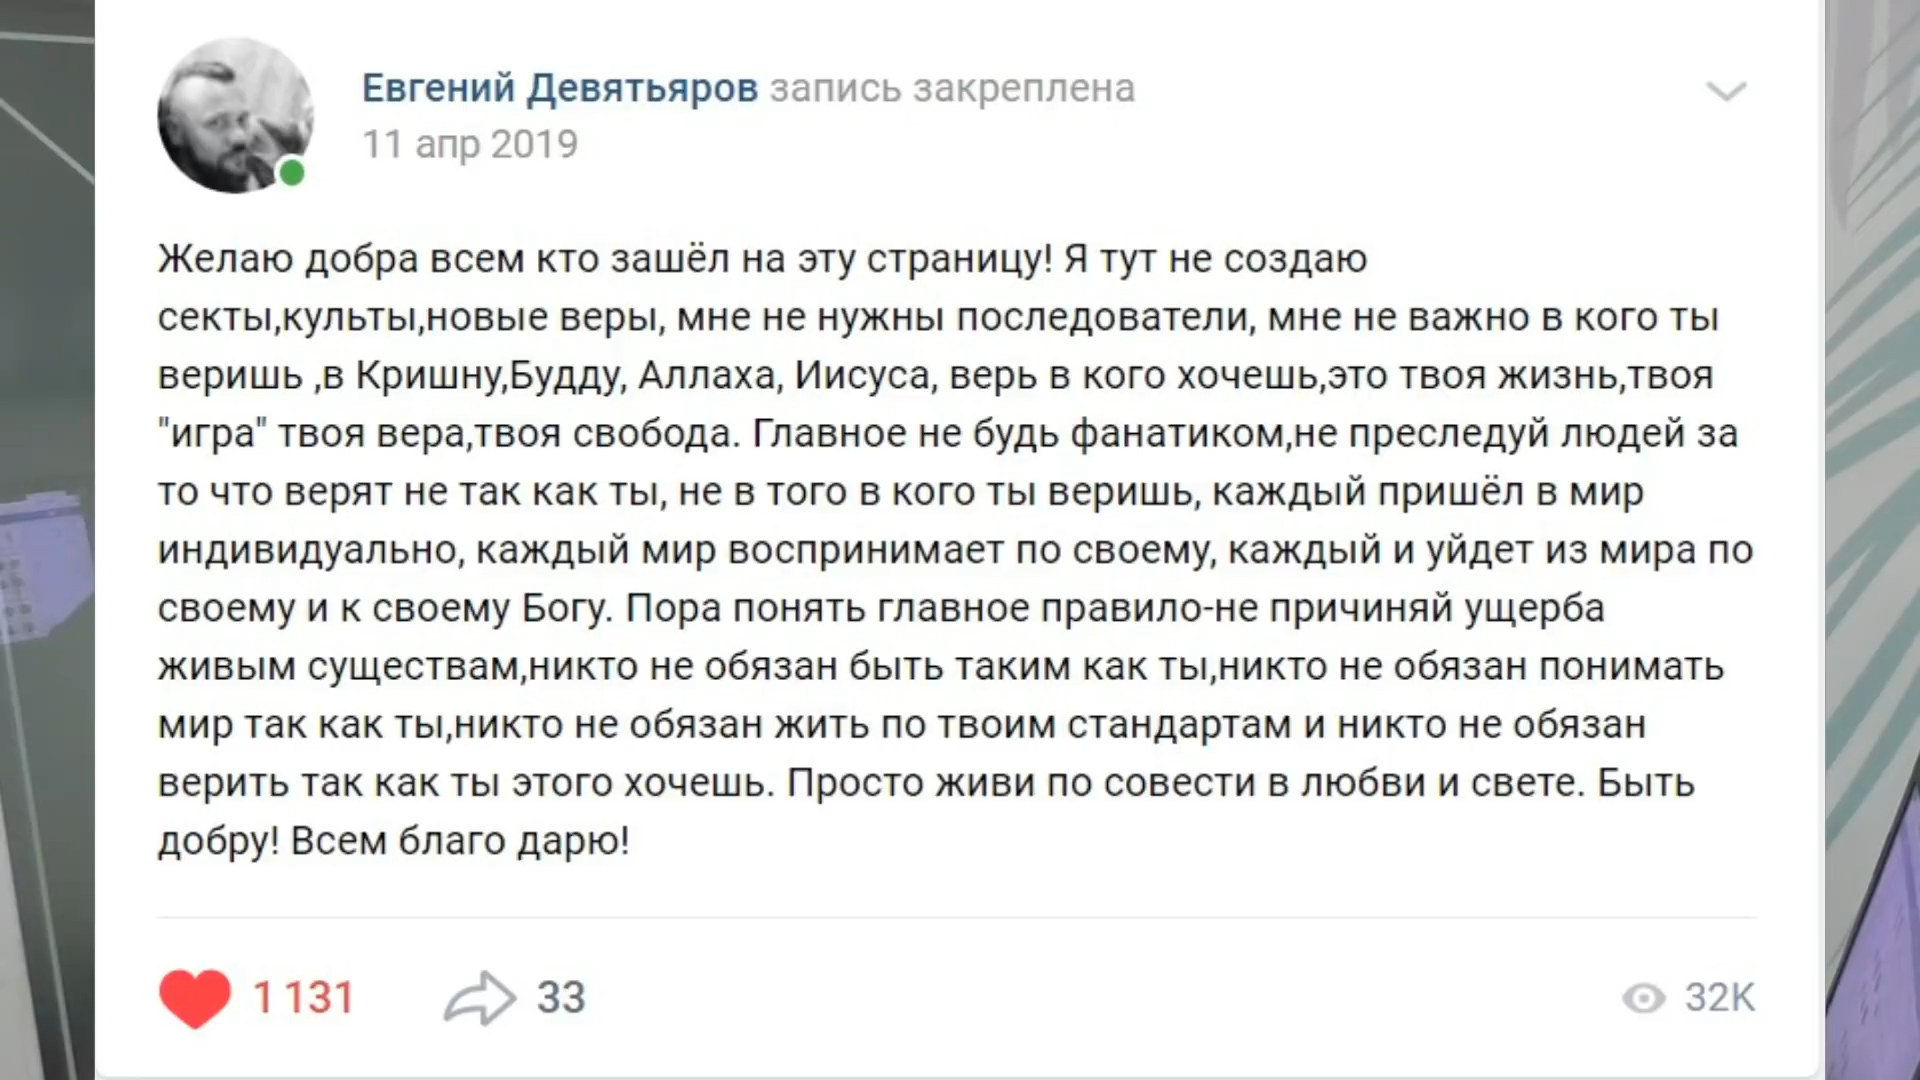 Евгений Девятьяров запись закреплена
11 апр 2019
Желаю добра всем кто зашёл на эту страницу! Я тут не создаю
секты,культы,новые веры, мне не нужны последователи, мне не важно в кого ты
веришь ,в Кришну,Будду, Аллаха, Иисуса, верь в кого хочешь,это твоя жизнь,твоя
"игра" твоя вера,твоя свобода. Главное не будь фанатиком,не преследуй людей за
то что верят не так как ты, не в того в кого ты веришь, каждый пришёл в мир
индивидуально, каждый мир воспринимает по своему, каждый и уйдет из мира по
своему и к своему Богу. Пора понять главное правило-не причиняй ущерба
живым существам,никто не обязан быть таким как ты,никто не обязан понимать
мир так как ты,никто не обязан жить по твоим стандартам и никто не обязан
верить так как ты этого хочешь. Просто живи по совести в любви и свете. Быть
добру! Всем благо дарю!
1 131 33 32K